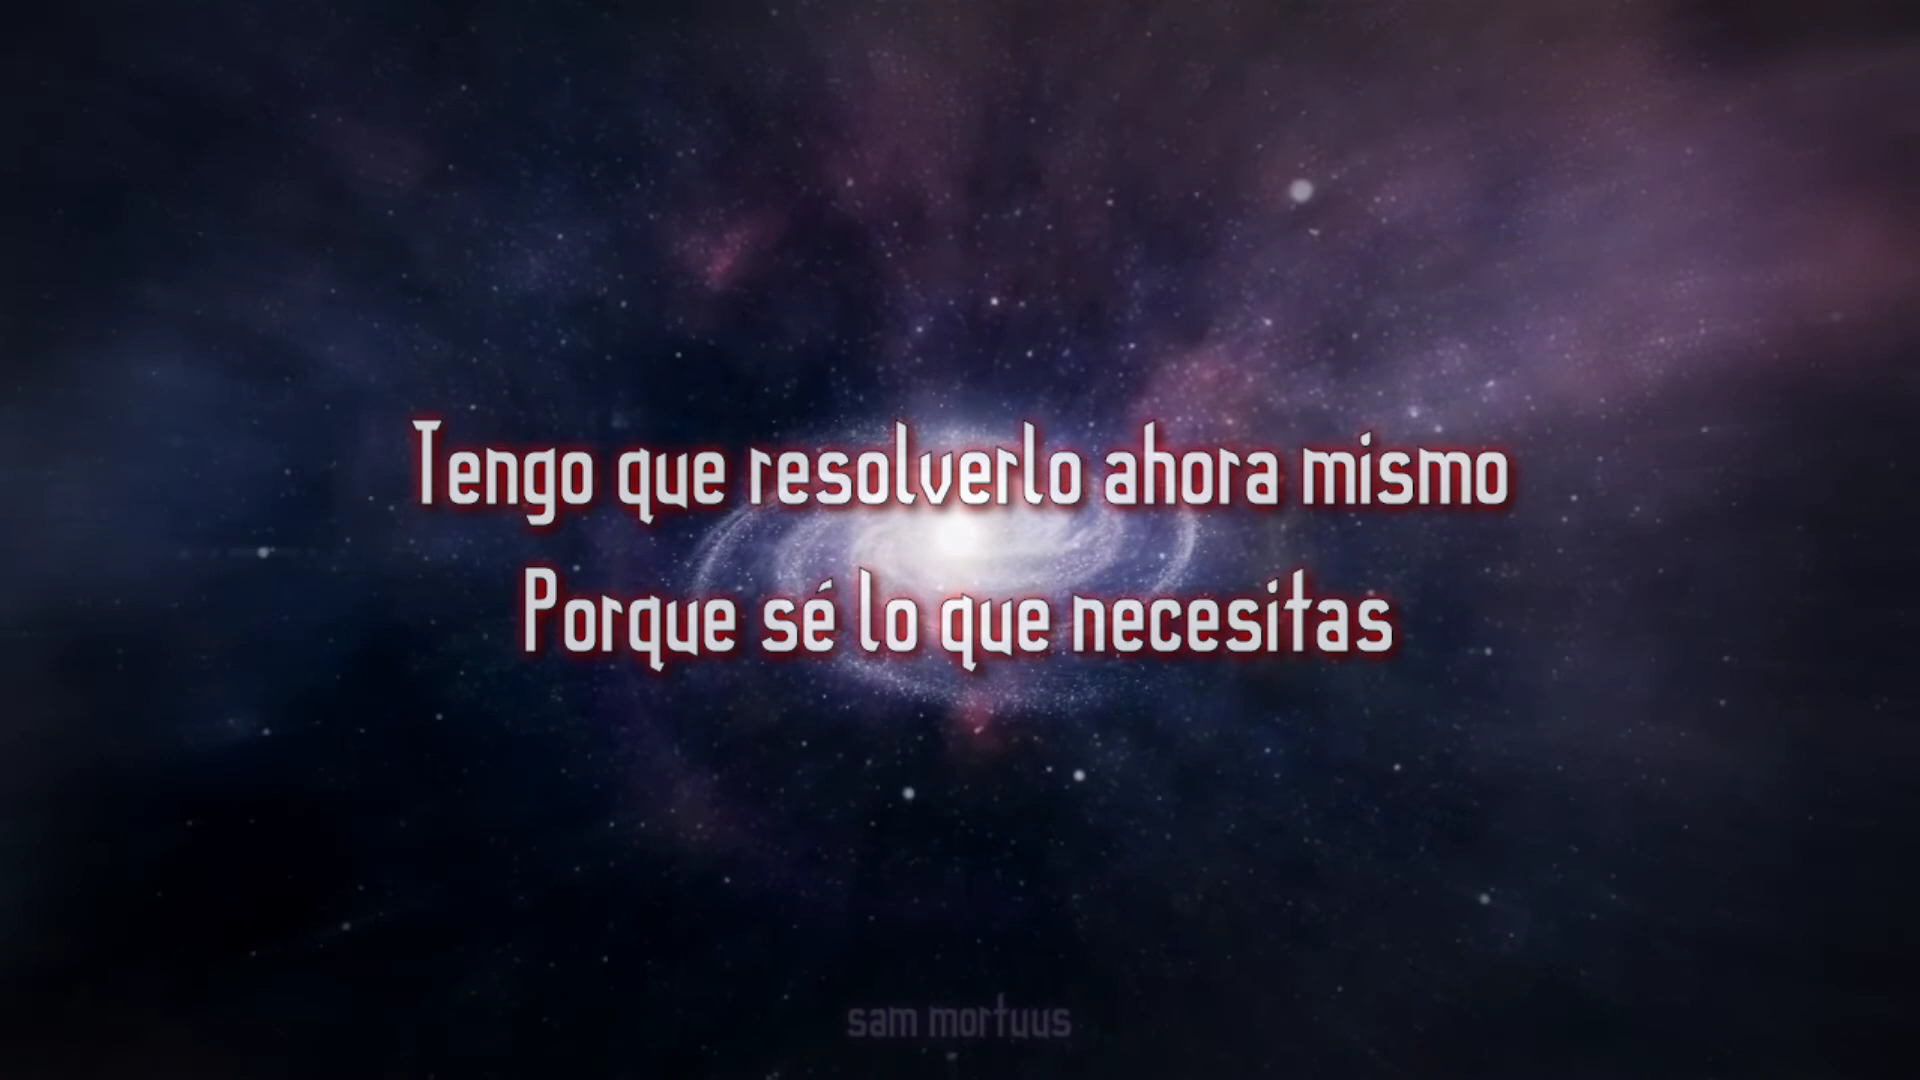 Tengo que resolverlo ahora mismo
Porque sé lo que necesitas
sam mortuus